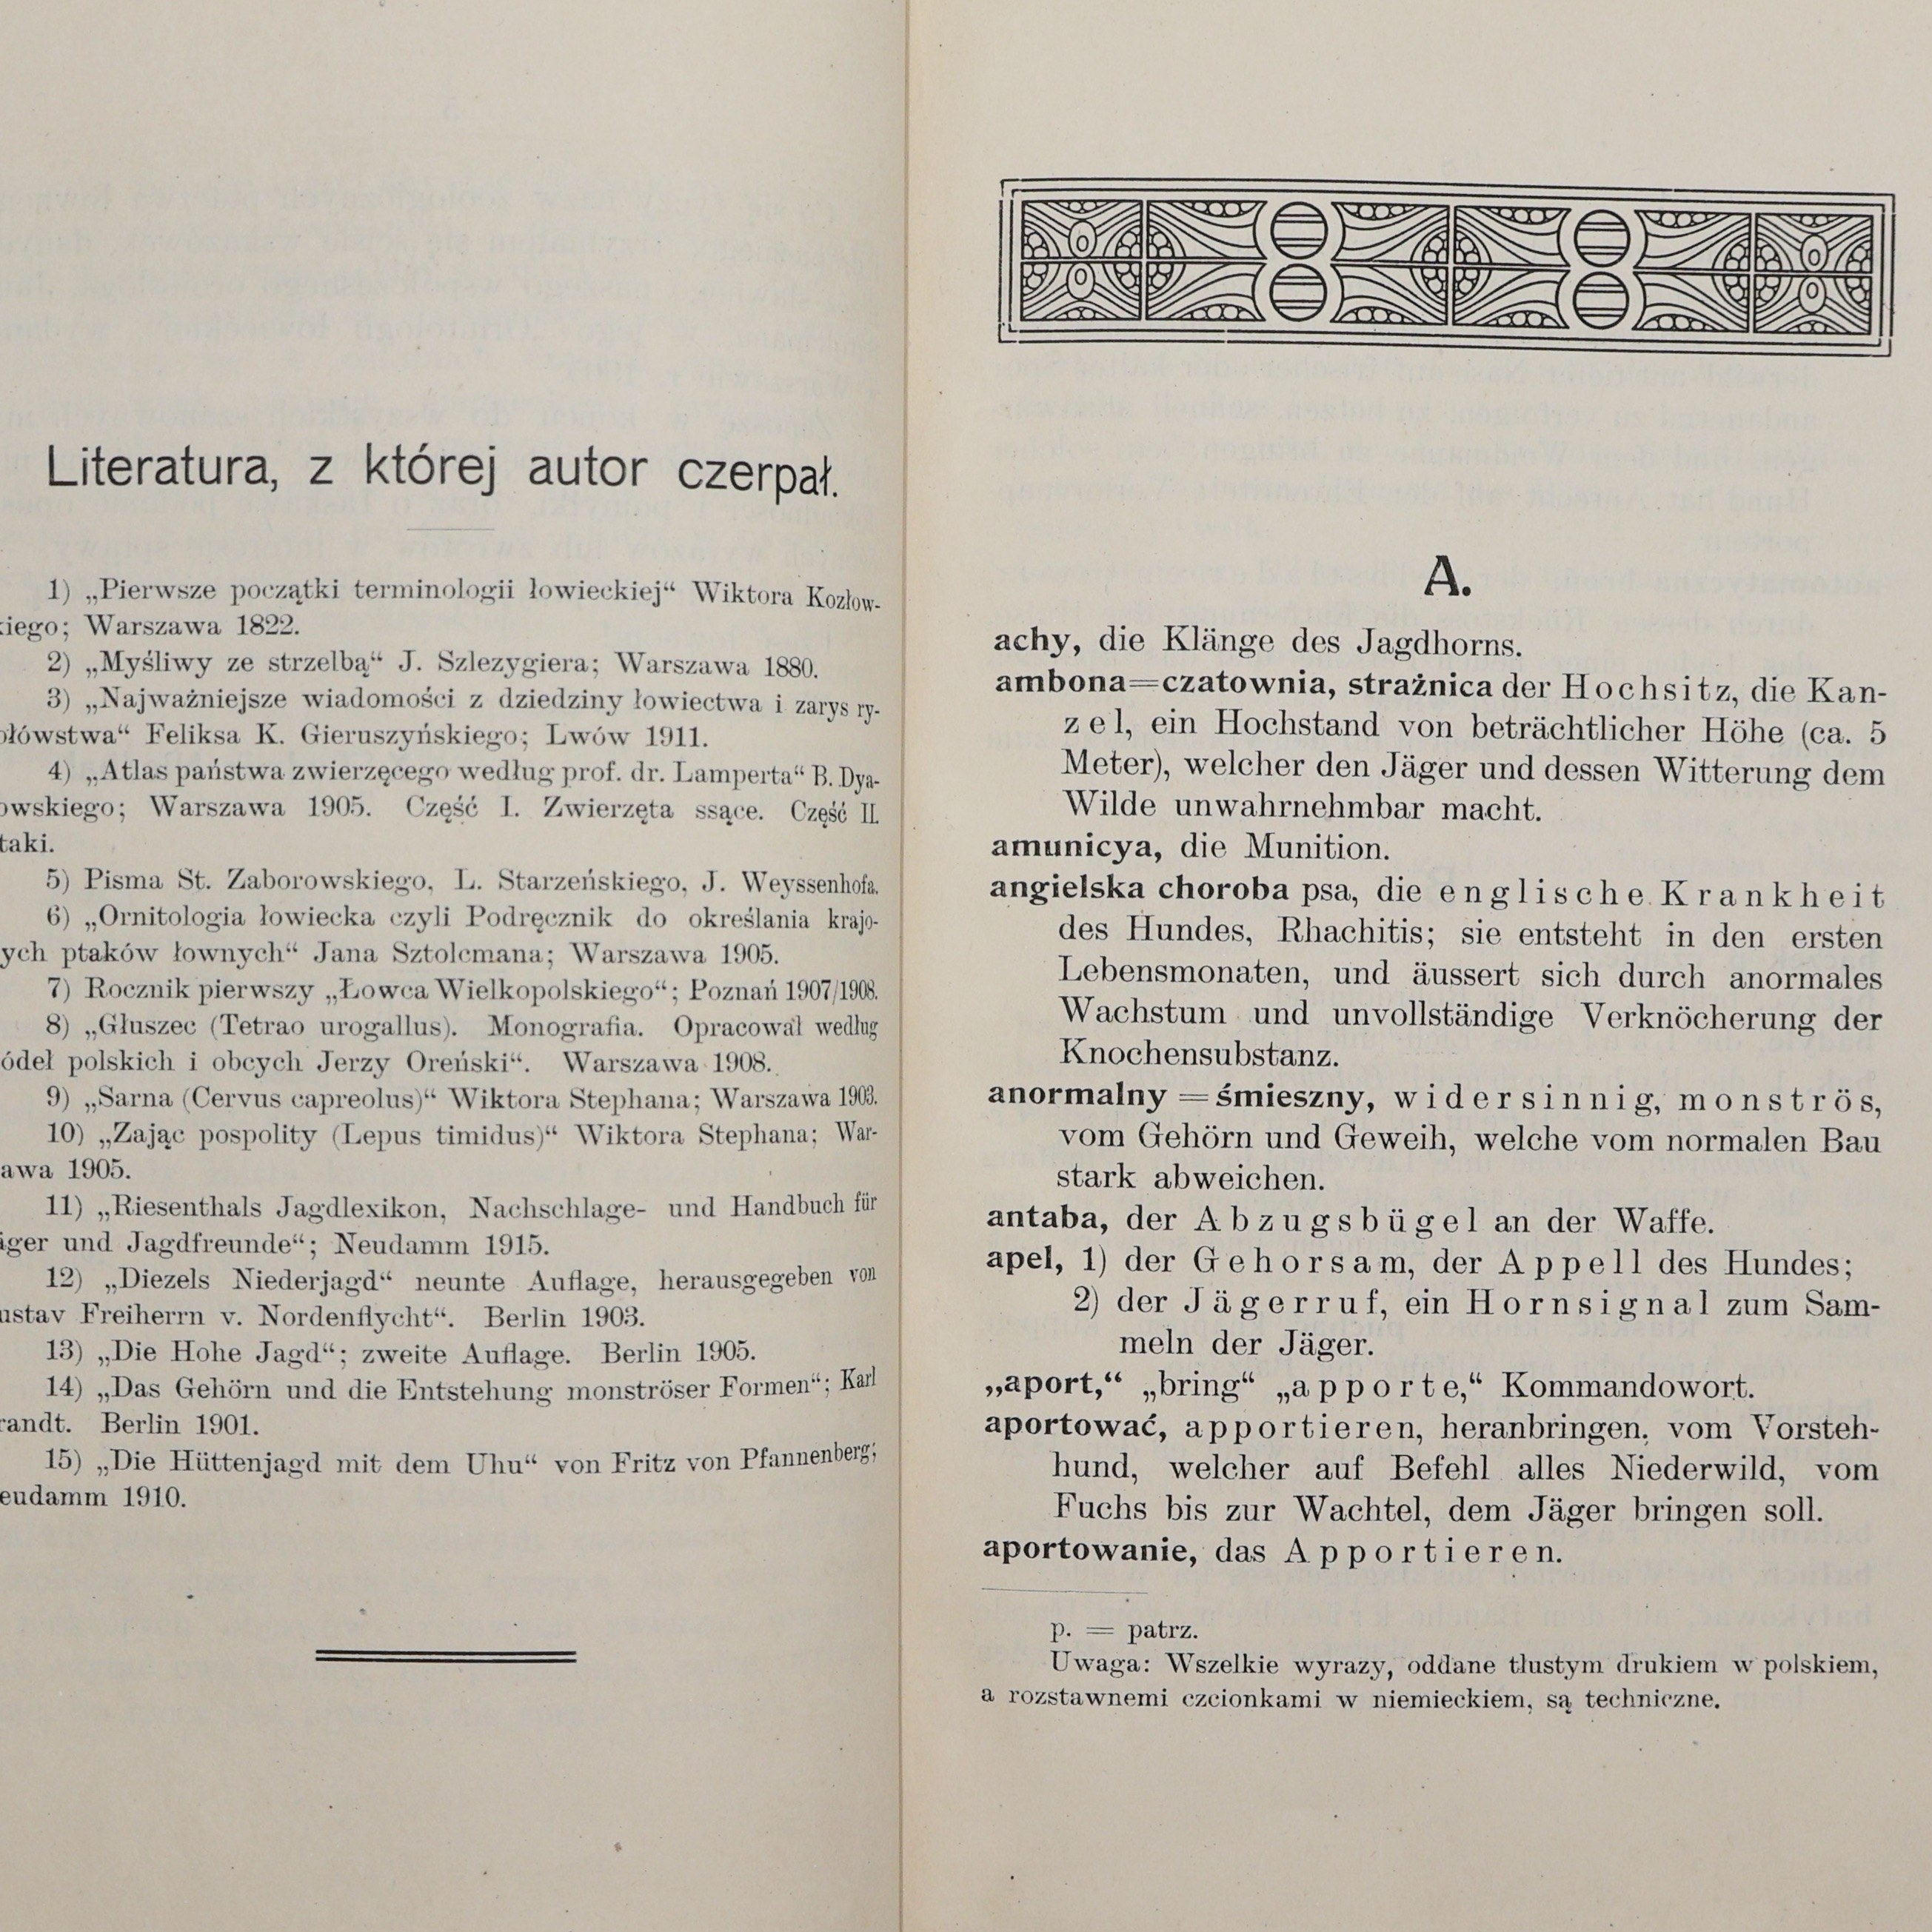 Literatura, z której autor czerpał.
1) „Pierwsze początki terminologii łowieckiej“ Wiktora Kozłow-
kiego; Warszawa 1822.
2) „Myśliwy ze strzelbą“ J. Szlezygiera; Warszawa 1880.
3) „Najważniejsze wiadomości z dziedziny łowiectwa i zarys ry-
ołówstwa“ Feliksa K. Gieruszyńskiego; Lwów 1911.
4) „Atlas państwa zwierzęcego według prof. dr. Lamperta“ B. Dya-
owskiego; Warszawa 1905. Część I. Zwierzęta ssące. Część II.
taki.
5) Pisma St. Zaborowskiego, L. Starzeńskiego, J. Weyssenhofa.
6) „Ornitologia łowiecka czyli Podręcznik do określania krajo-
ych ptaków łownych“ Jana Sztolcmana; Warszawa 1905.
7) Rocznik pierwszy „Łowca Wielkopolskiego“; Poznań 1907/1908.
8) „Głuszec (Tetrao urogallus). Monografia. Opracował według
ódeł polskich i obcych Jerzy Oreński“. Warszawa 1908.
9) „Sarna (Cervus capreolus)“ Wiktora Stephana; Warszawa 1903.
10) „Zając pospolity (Lepus timidus)“ Wiktora Stephana; War-
awa 1905.
11) „Riesenthals Jagdlexikon, Nachschlage- und Handbuch für
iger und Jagdfreunde“; Neudamm 1915.
12) „Diezels Niederjagd“ neunte Auflage, herausgegeben von
ustav Freiherrn v. Nordenflycht“. Berlin 1903.
13) „Die Hohe Jagd“; zweite Auflage. Berlin 1905.
14) „Das Gehörn und die Entstehung monströser Formen“; Karl
randt. Berlin 1901.
15) „Die Hüttenjagd mit dem Uhu“ von Fritz von Pfannenberg;
eudamm 1910.
A.
achy, die Klänge des Jagdhorns.
ambona=czatownia, strażnica der Hochsitz, die Kan-
zel, ein Hochstand von beträchtlicher Höhe (ca. 5
Meter), welcher den Jäger und dessen Witterung dem
Wilde unwahrnehmbar macht.
amunicya, die Munition.
angielska choroba psa, die englische Krankheit
des Hundes, Rhachitis; sie entsteht in den ersten
Lebensmonaten, und äussert sich durch anormales
Wachstum und unvollständige Verknöcherung der
Knochensubstanz.
anormalny = śmieszny, widersinnig, monströs,
vom Gehörn und Geweih, welche vom normalen Bau
stark abweichen.
antaba, der Abzugsbügel an der Waffe.
apel, 1) der Gehorsam, der Appell des Hundes;
2) der Jägerruf, ein Hornsignal zum Sam-
meln der Jäger.
„aport,“ „bring“ „apporte,“ Kommandowort.
aportować, apportieren, heranbringen, vom Vorsteh-
hund, welcher auf Befehl alles Niederwild, vom
Fuchs bis zur Wachtel, dem Jäger bringen soll.
aportowanie, das Apportieren.
p. = patrz.
Uwaga: Wszelkie wyrazy, oddane tłustym drukiem w polskiem,
a rozstawnemi czcionkami w niemieckiem, są techniczne.